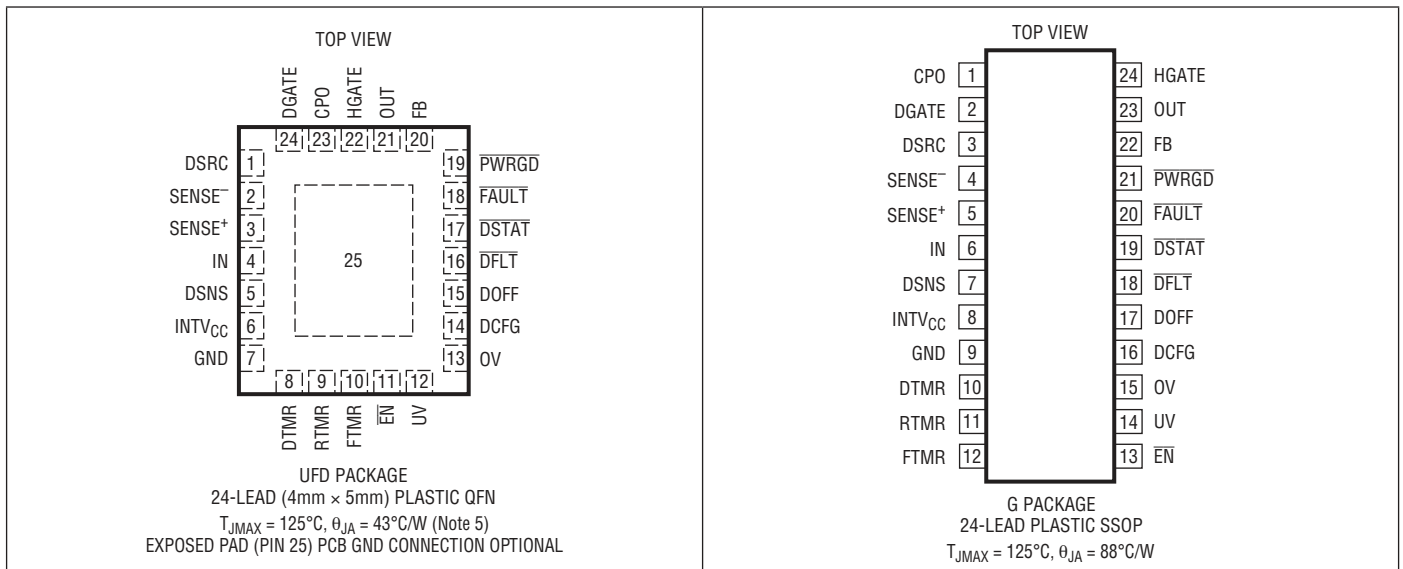 TOP VIEW
DGATE
CPO
HGATE
OUT
FB
24 23 22 21 20
DSRC 1
SENSE⁻ 2
SENSE⁺ 3
IN 4
DSNS 5
INTVCC 6
GND 7
25
19 PWRGD
18 FAULT
17 DSTAT
16 DFLT
15 DOFF
14 DCFG
13 OV
8 9 10 11 12
DTMR
RTMR
FTMR
EN
UV
UFD PACKAGE
24-LEAD (4mm × 5mm) PLASTIC QFN
TJMAX = 125°C, θJA = 43°C/W (Note 5)
EXPOSED PAD (PIN 25) PCB GND CONNECTION OPTIONAL
TOP VIEW
CPO 1
DGATE 2
DSRC 3
SENSE⁻ 4
SENSE⁺ 5
IN 6
DSNS 7
INTVCC 8
GND 9
DTMR 10
RTMR 11
FTMR 12
24 HGATE
23 OUT
22 FB
21 PWRGD
20 FAULT
19 DSTAT
18 DFLT
17 DOFF
16 DCFG
15 OV
14 UV
13 EN
G PACKAGE
24-LEAD PLASTIC SSOP
TJMAX = 125°C, θJA = 88°C/W